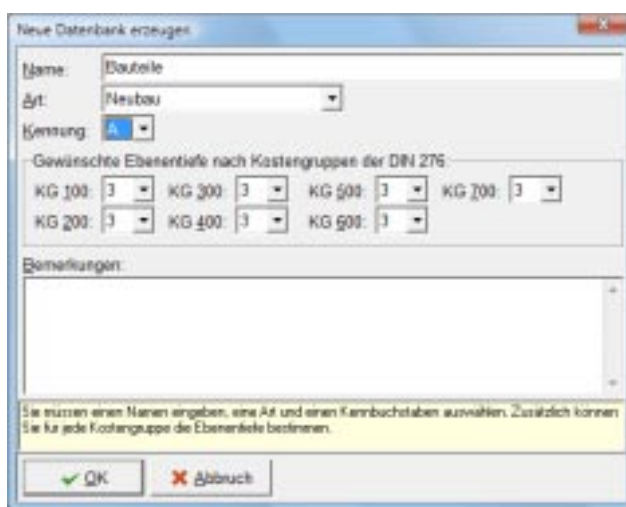 Neue Datenbank erzeugen
Name: Bauteile
Art: Neubau
Kennung: A
Gewünschte Ebenentiefe nach Kostengruppen der DIN 276
KG 100: 3 KG 300: 3 KG 500: 3 KG 700: 3
KG 200: 3 KG 400: 3 KG 600: 3
Bemerkungen:
Sie müssen einen Namen eingeben, eine Art und einen Kennbuchstaben auswählen. Zusätzlich können
Sie für jede Kostengruppe die Ebenentiefe bestimmen.
OK Abbruch